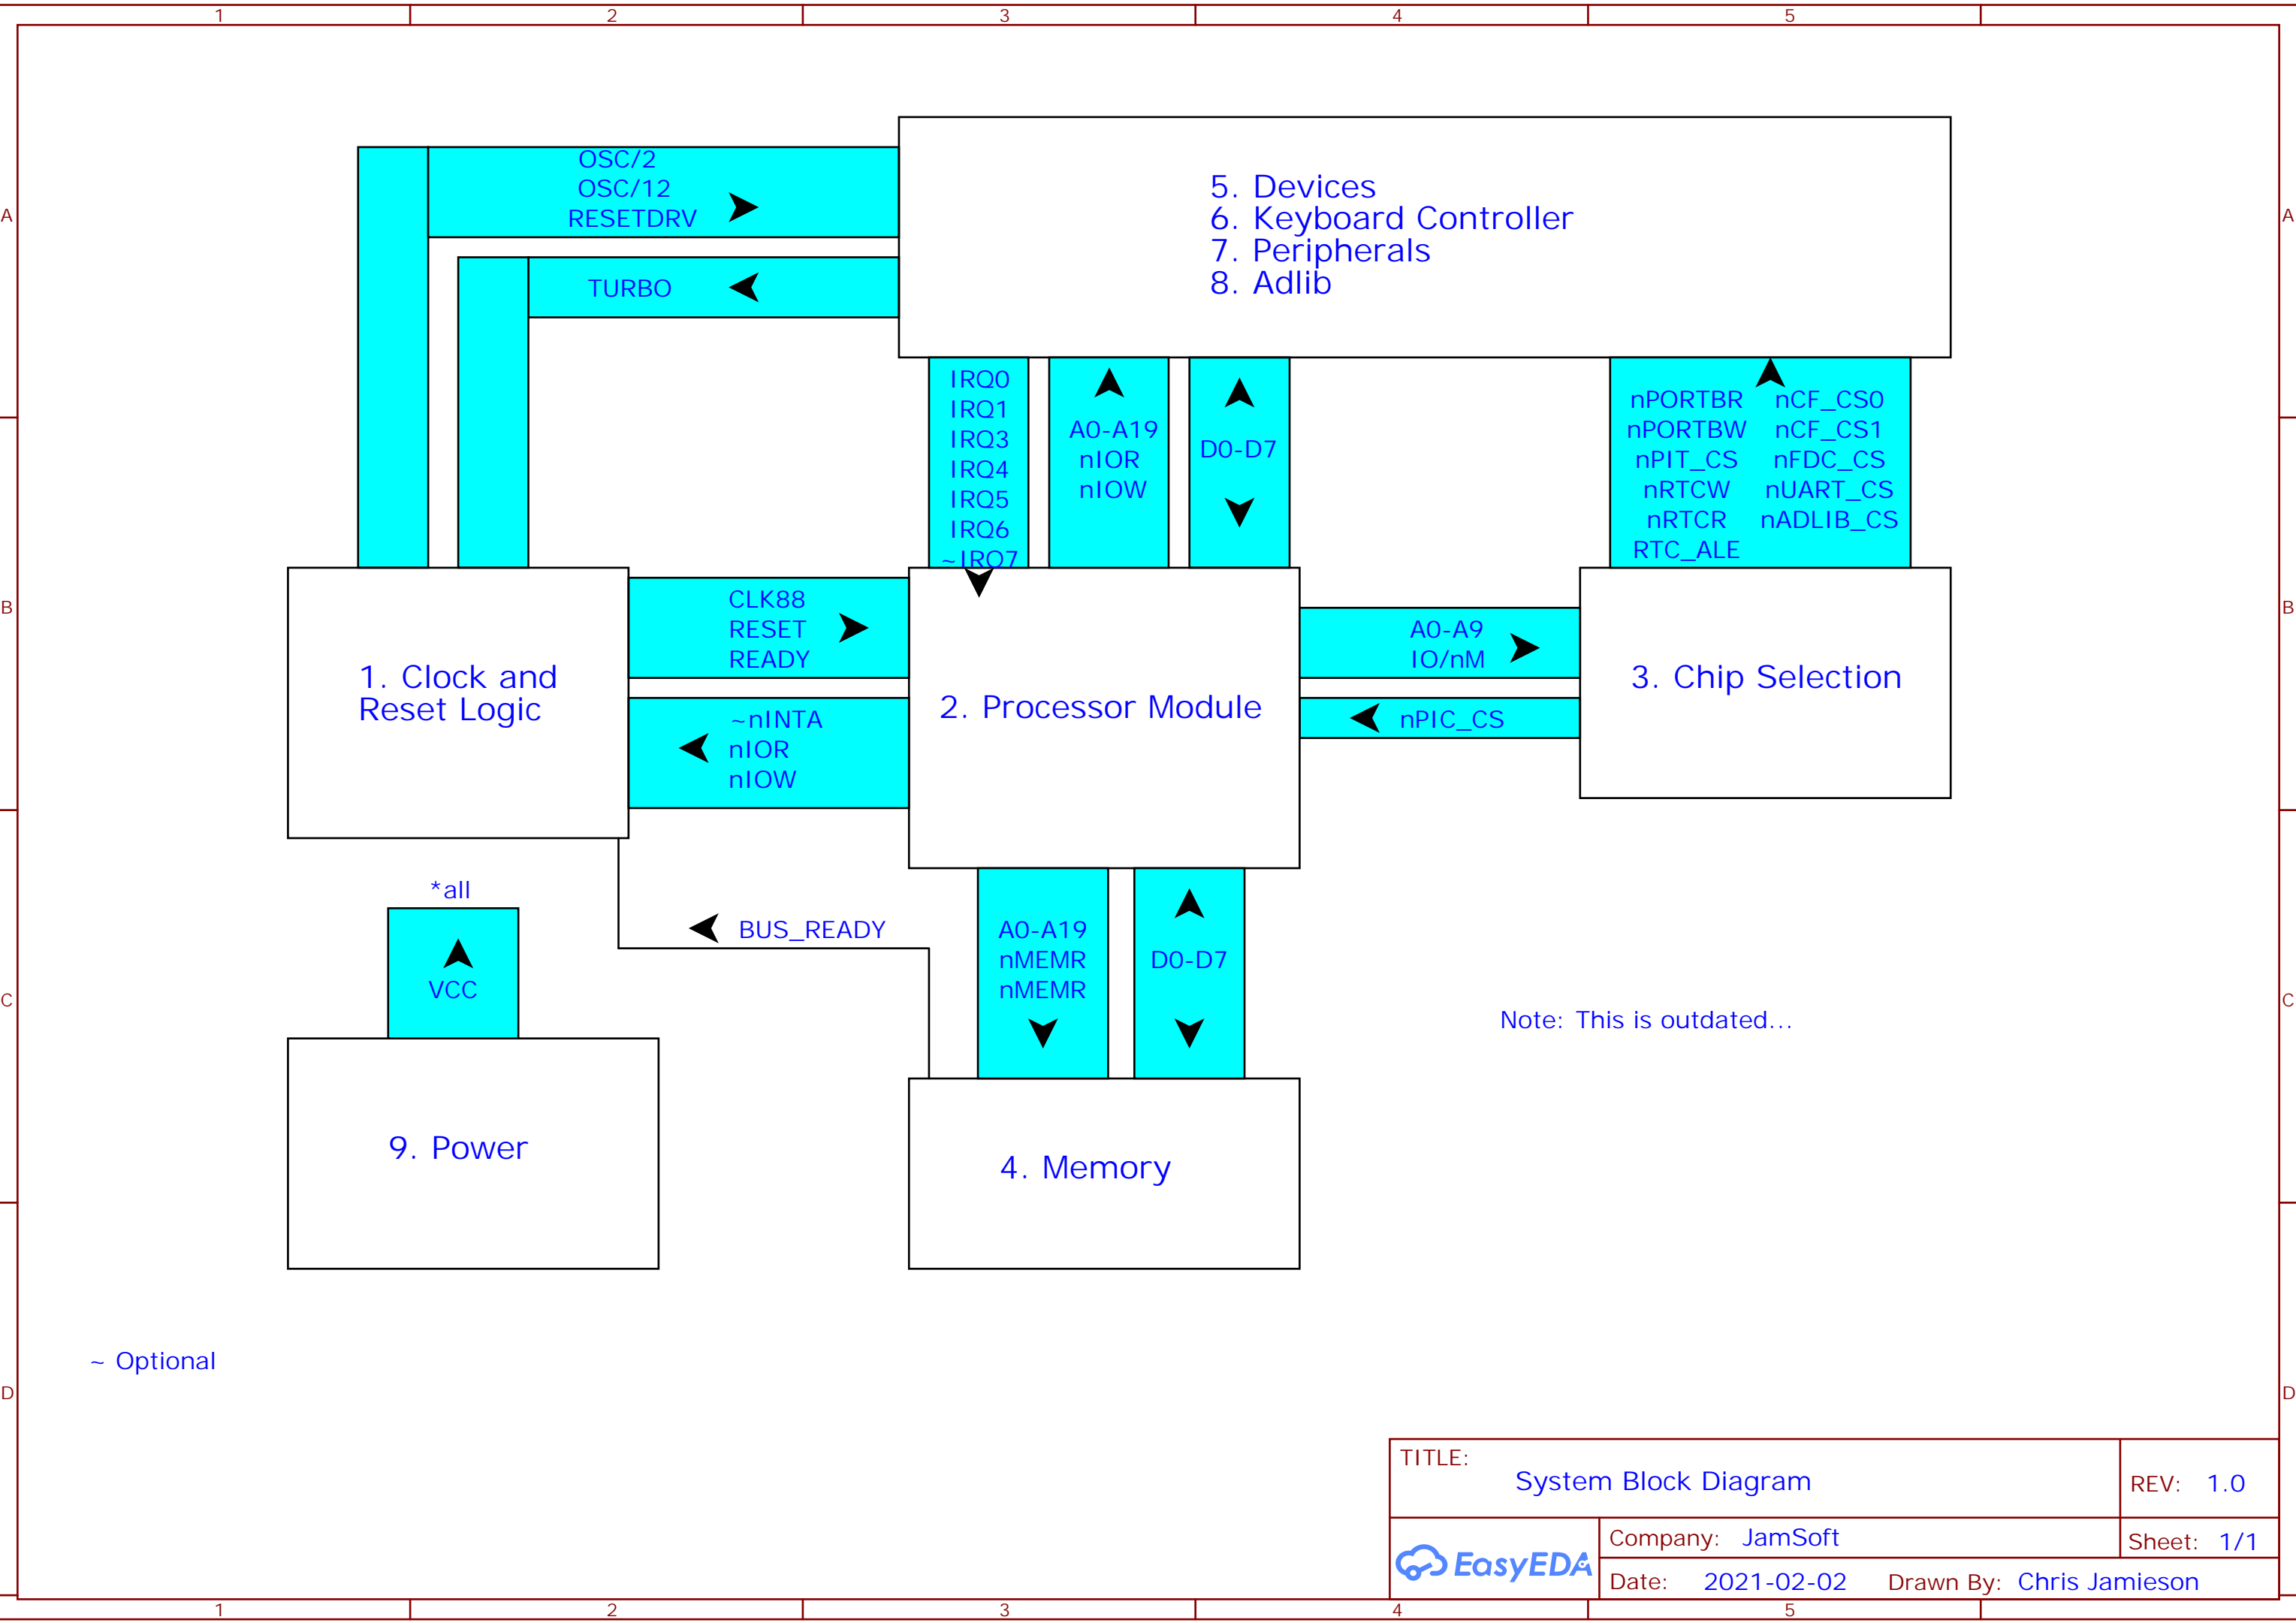 1 2 3 4 5
A A
B B
C C
D D
OSC/2
OSC/12
RESETDRV
TURBO
5. Devices
6. Keyboard Controller
7. Peripherals
8. Adlib
IRQ0
IRQ1
IRQ3
IRQ4
IRQ5
IRQ6
~IRQ7
A0-A19
nIOR
nIOW
D0-D7
nPORTBR nCF_CS0
nPORTBW nCF_CS1
nPIT_CS nFDC_CS
nRTCW nUART_CS
nRTCR nADLIB_CS
RTC_ALE
1. Clock and
Reset Logic
CLK88
RESET
READY
~nINTA
nIOR
nIOW
2. Processor Module
A0-A9
IO/nM
nPIC_CS
3. Chip Selection
*all
VCC
BUS_READY
A0-A19
nMEMR
nMEMR
D0-D7
Note: This is outdated...
9. Power
4. Memory
~ Optional
TITLE:
System Block Diagram
REV: 1.0
EasyEDA
Company: JamSoft
Sheet: 1/1
Date: 2021-02-02 Drawn By: Chris Jamieson
1 2 3 4 5